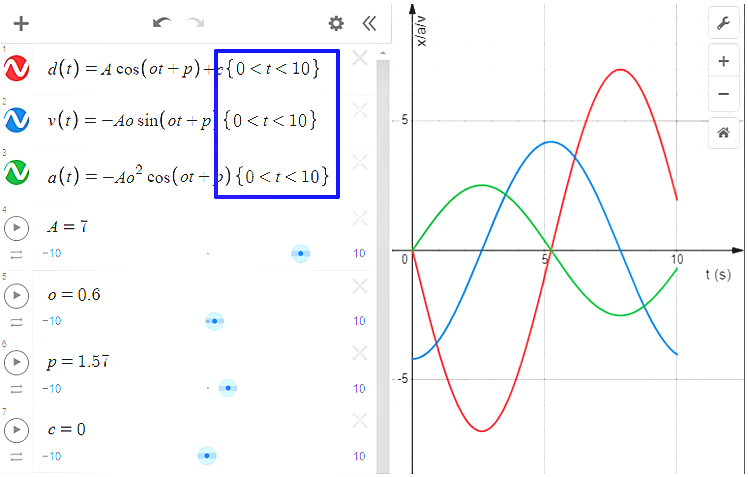 1
d(t) = A cos(ot + p) + c {0 < t < 10}
2
v(t) = −Ao sin(ot + p) {0 < t < 10}
3
a(t) = −Ao² cos(ot + p) {0 < t < 10}
4
A = 7
−10 10
5
o = 0.6
−10 10
6
p = 1.57
−10 10
7
c = 0
−10 10
x/a/v
5
0 5 10
t (s)
-5